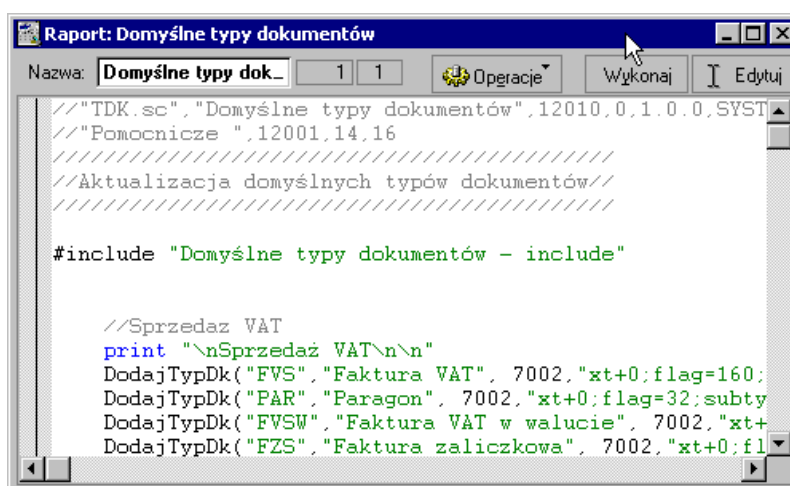 Raport: Domyślne typy dokumentów
Nazwa: Domyślne typy dok_ 1 1 Operacje Wykonaj Edytuj
//"TDK.sc","Domyślne typy dokumentów",12010,0,1.0.0,SYST
//"Pomocnicze ",12001,14,16
////////////////////////////////////////////
//Aktualizacja domyślnych typów dokumentów//
////////////////////////////////////////////
#include "Domyślne typy dokumentów - include"
//Sprzedaz VAT
print "\nSprzedaż VAT\n\n"
DodajTypDk("FVS","Faktura VAT", 7002,"xt+0;flag=160;
DodajTypDk("PAR","Paragon", 7002,"xt+0;flag=32;subty
DodajTypDk("FVSW","Faktura VAT w walucie", 7002,"xt+
DodajTypDk("FZS","Faktura zaliczkowa", 7002,"xt+0;fl